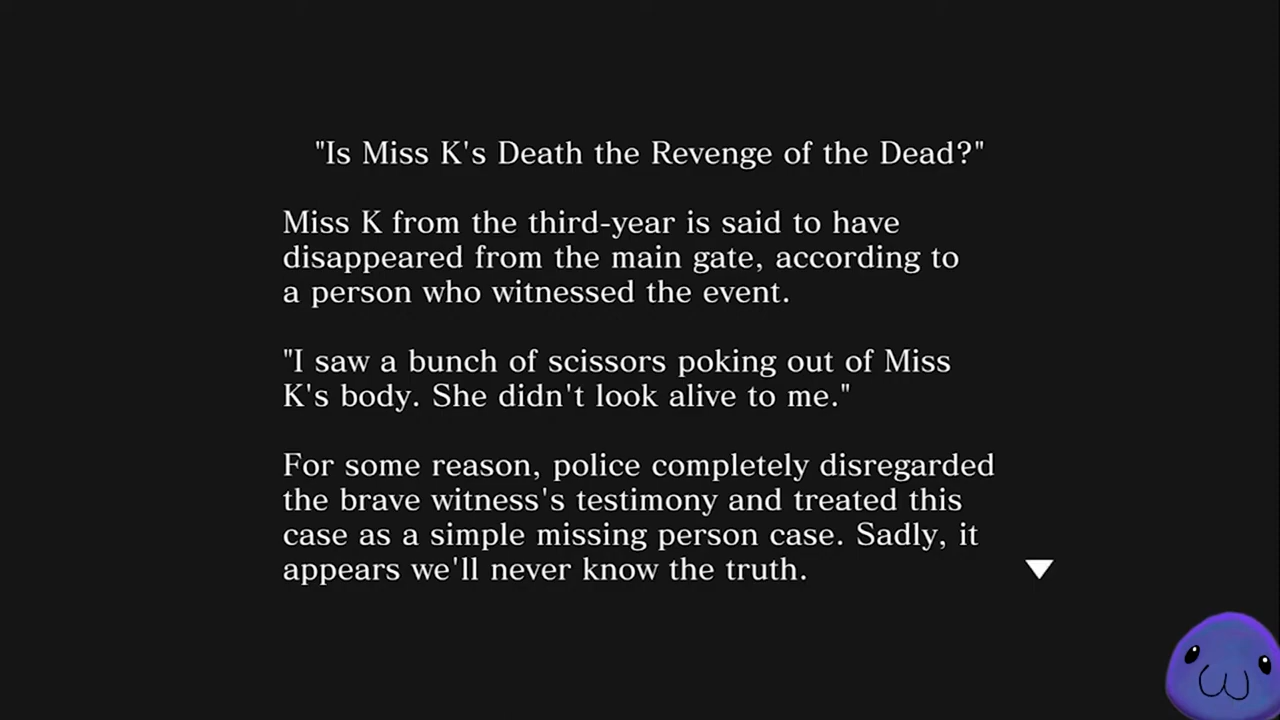 "Is Miss K's Death the Revenge of the Dead?"
Miss K from the third-year is said to have
disappeared from the main gate, according to
a person who witnessed the event.
"I saw a bunch of scissors poking out of Miss
K's body. She didn't look alive to me."
For some reason, police completely disregarded
the brave witness's testimony and treated this
case as a simple missing person case. Sadly, it
appears we'll never know the truth.